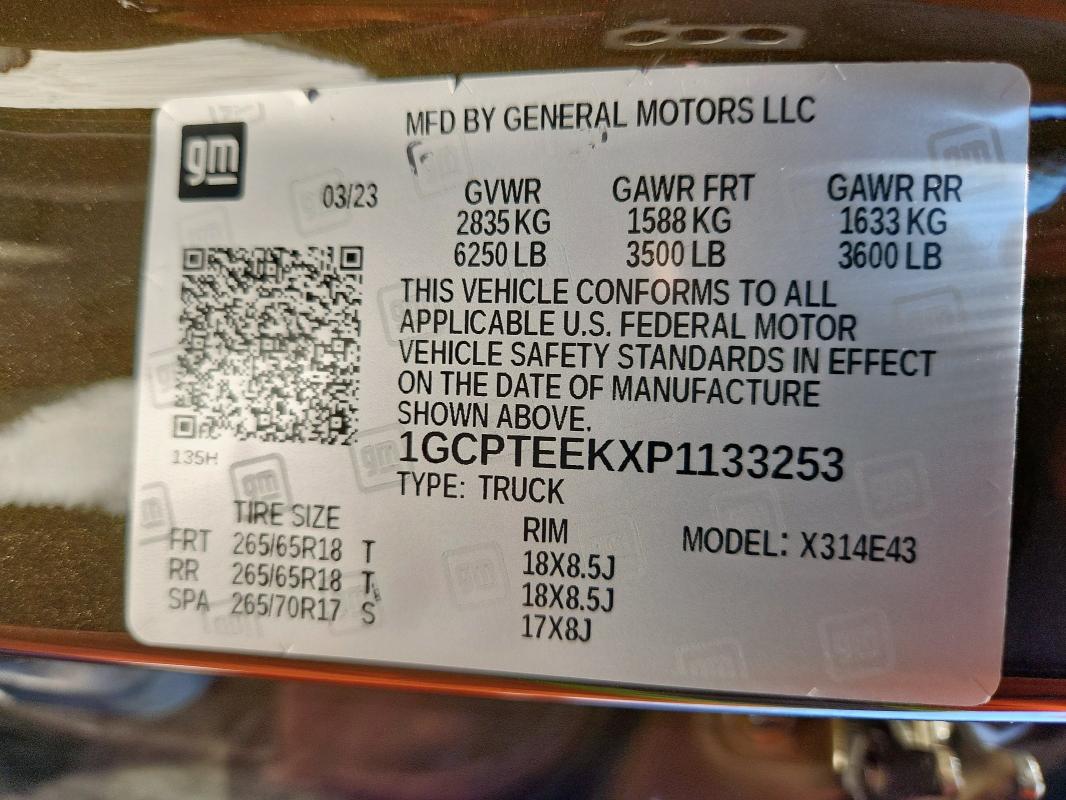 gm
MFD BY GENERAL MOTORS LLC
03/23
GVWR GAWR FRT GAWR RR
2835 KG 1588 KG 1633 KG
6250 LB 3500 LB 3600 LB
THIS VEHICLE CONFORMS TO ALL
APPLICABLE U.S. FEDERAL MOTOR
VEHICLE SAFETY STANDARDS IN EFFECT
ON THE DATE OF MANUFACTURE
SHOWN ABOVE.
1GCPTEEKXP1133253
135H
TYPE: TRUCK
TIRE SIZE RIM MODEL: X314E43
FRT 265/65R18 T 18X8.5J
RR 265/65R18 T 18X8.5J
SPA 265/70R17 S 17X8J